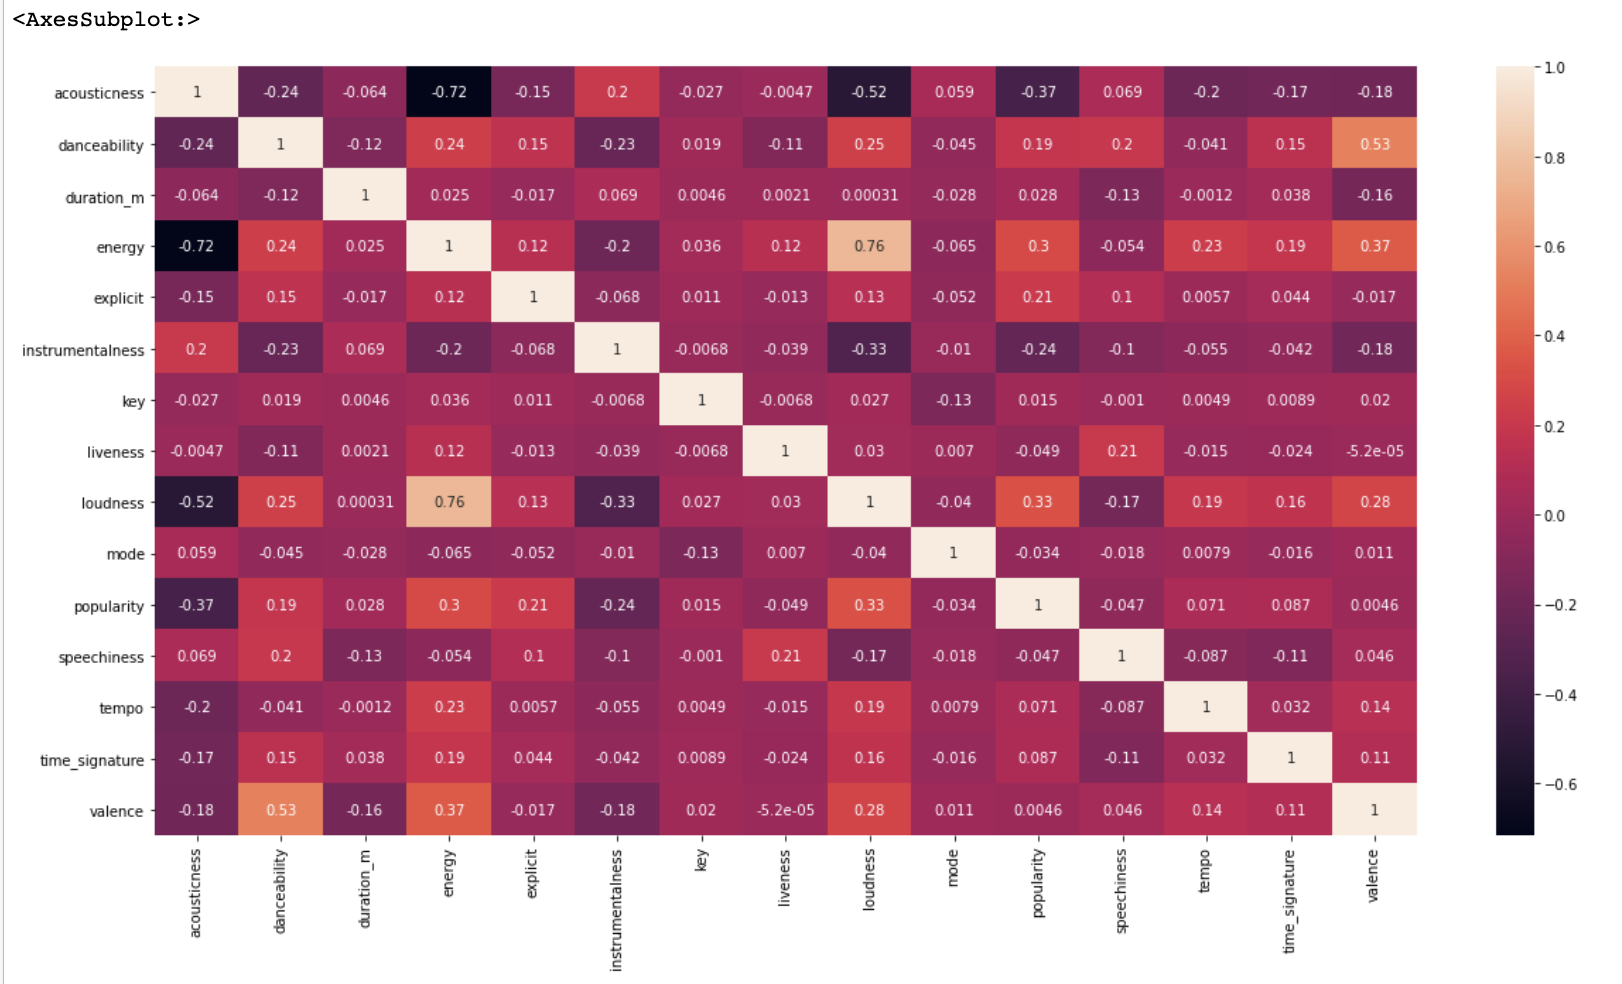 <AxesSubplot:>
acousticness 1 -0.24 -0.064 -0.72 -0.15 0.2 -0.027 -0.0047 -0.52 0.059 -0.37 0.069 -0.2 -0.17 -0.18
danceability -0.24 1 -0.12 0.24 0.15 -0.23 0.019 -0.11 0.25 -0.045 0.19 0.2 -0.041 0.15 0.53
duration_m -0.064 -0.12 1 0.025 -0.017 0.069 0.0046 0.0021 0.00031 -0.028 0.028 -0.13 -0.0012 0.038 -0.16
energy -0.72 0.24 0.025 1 0.12 -0.2 0.036 0.12 0.76 -0.065 0.3 -0.054 0.23 0.19 0.37
explicit -0.15 0.15 -0.017 0.12 1 -0.068 0.011 -0.013 0.13 -0.052 0.21 0.1 0.0057 0.044 -0.017
instrumentalness 0.2 -0.23 0.069 -0.2 -0.068 1 -0.0068 -0.039 -0.33 -0.01 -0.24 -0.1 -0.055 -0.042 -0.18
key -0.027 0.019 0.0046 0.036 0.011 -0.0068 1 -0.0068 0.027 -0.13 0.015 -0.001 0.0049 0.0089 0.02
liveness -0.0047 -0.11 0.0021 0.12 -0.013 -0.039 -0.0068 1 0.03 0.007 -0.049 0.21 -0.015 -0.024 -5.2e-05
loudness -0.52 0.25 0.00031 0.76 0.13 -0.33 0.027 0.03 1 -0.04 0.33 -0.17 0.19 0.16 0.28
mode 0.059 -0.045 -0.028 -0.065 -0.052 -0.01 -0.13 0.007 -0.04 1 -0.034 -0.018 0.0079 -0.016 0.011
popularity -0.37 0.19 0.028 0.3 0.21 -0.24 0.015 -0.049 0.33 -0.034 1 -0.047 0.071 0.087 0.0046
speechiness 0.069 0.2 -0.13 -0.054 0.1 -0.1 -0.001 0.21 -0.17 -0.018 -0.047 1 -0.087 -0.11 0.046
tempo -0.2 -0.041 -0.0012 0.23 0.0057 -0.055 0.0049 -0.015 0.19 0.0079 0.071 -0.087 1 0.032 0.14
time_signature -0.17 0.15 0.038 0.19 0.044 -0.042 0.0089 -0.024 0.16 -0.016 0.087 -0.11 0.032 1 0.11
valence -0.18 0.53 -0.16 0.37 -0.017 -0.18 0.02 -5.2e-05 0.28 0.011 0.0046 0.046 0.14 0.11 1
acousticness danceability duration_m energy explicit instrumentalness key liveness loudness mode popularity speechiness tempo time_signature valence
1.0
0.8
0.6
0.4
0.2
0.0
−0.2
−0.4
−0.6